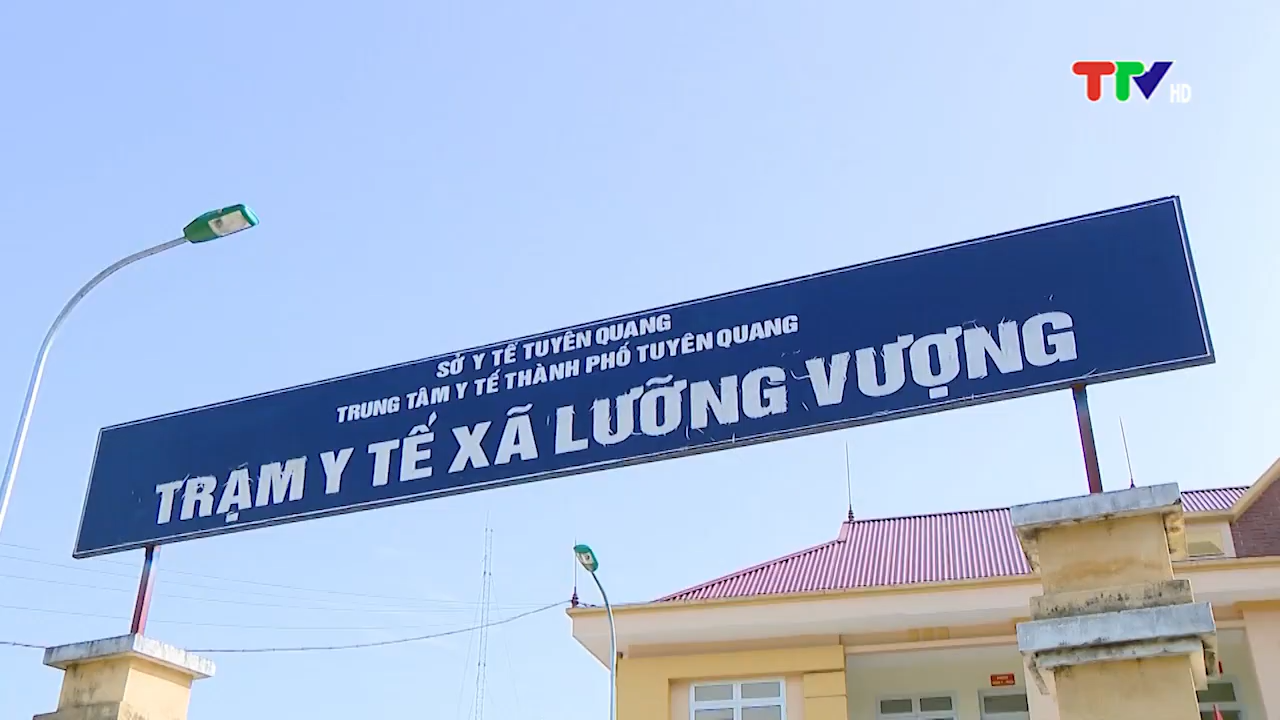 TTV HD
SỞ Y TẾ TUYÊN QUANG
TRUNG TÂM Y TẾ THÀNH PHỐ TUYÊN QUANG
TRẠM Y TẾ XÃ LƯỠNG VƯỢNG